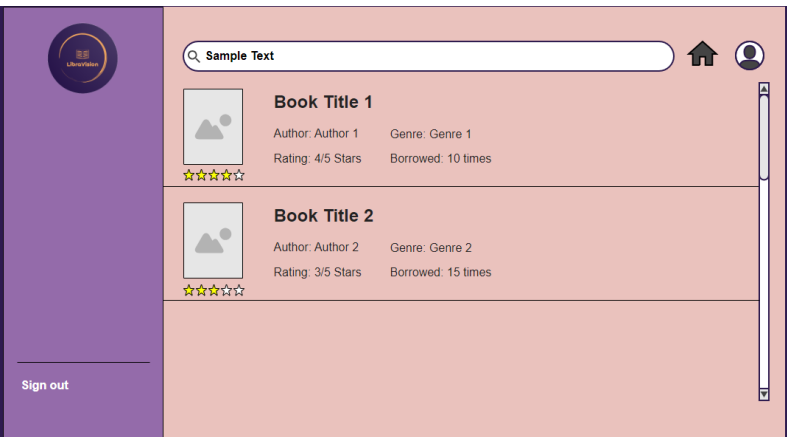 LibroVision
Sample Text
Book Title 1
Author: Author 1 Genre: Genre 1
Rating: 4/5 Stars Borrowed: 10 times
Book Title 2
Author: Author 2 Genre: Genre 2
Rating: 3/5 Stars Borrowed: 15 times
Sign out